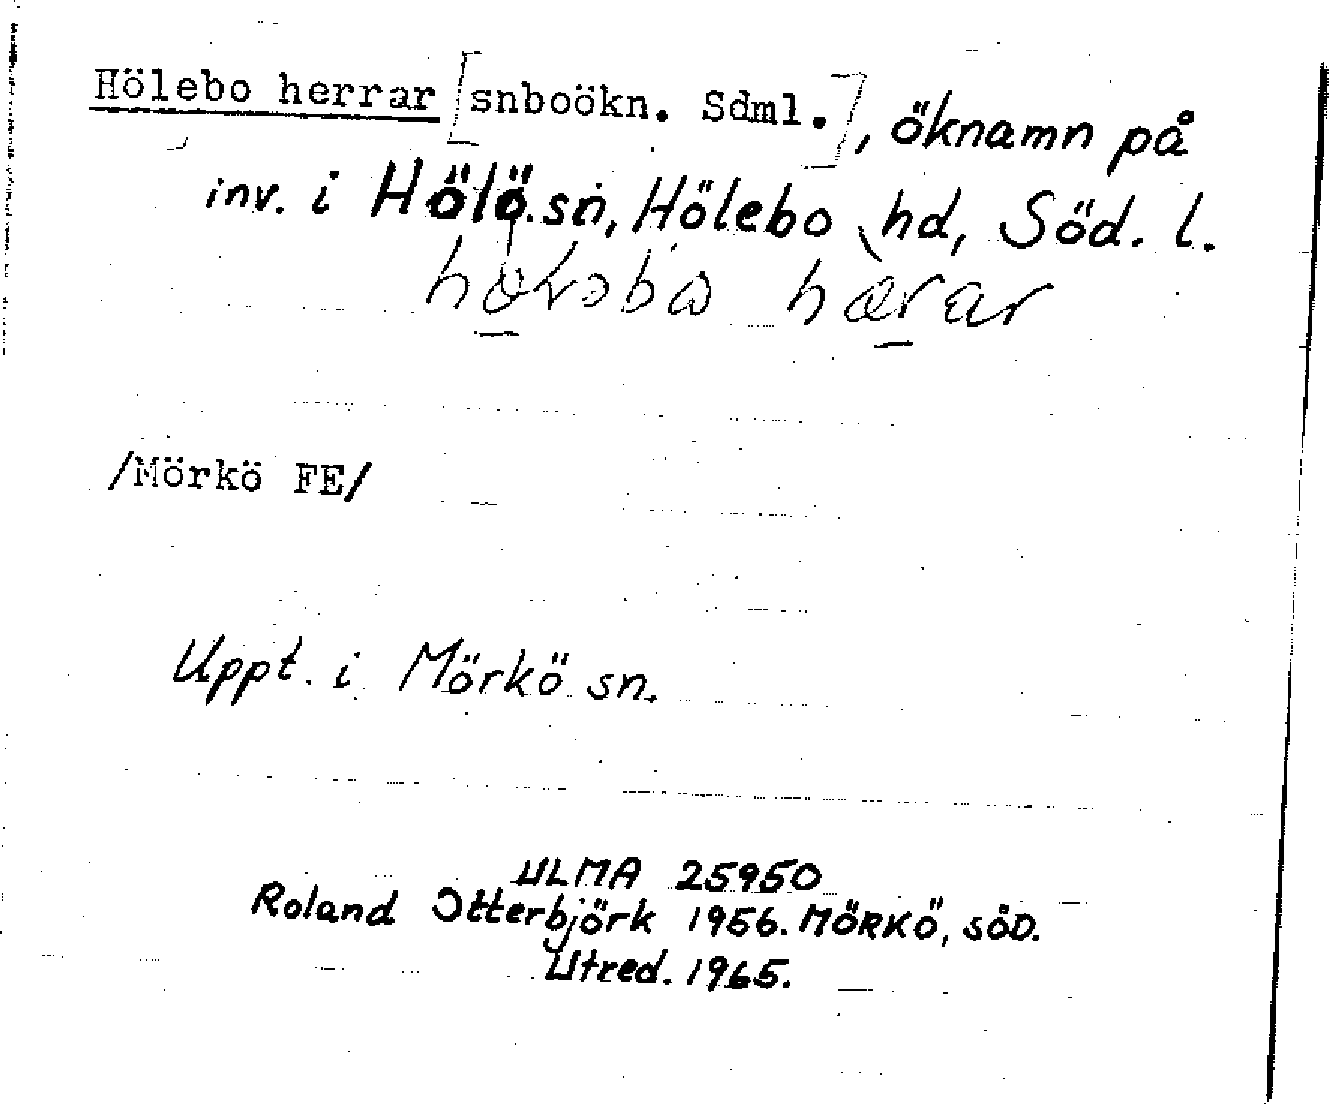 Hölebo herrar [snboökn. Sdml.], öknamn på
inv. i Hölö sn, Hölebo hd, Söd. l.
/Mörkö FE/
Uppt. i Mörkö sn.
ULMA 25950
Roland Otterbjörk 1956. MÖRKÖ, SÖD.
Utred. 1965.